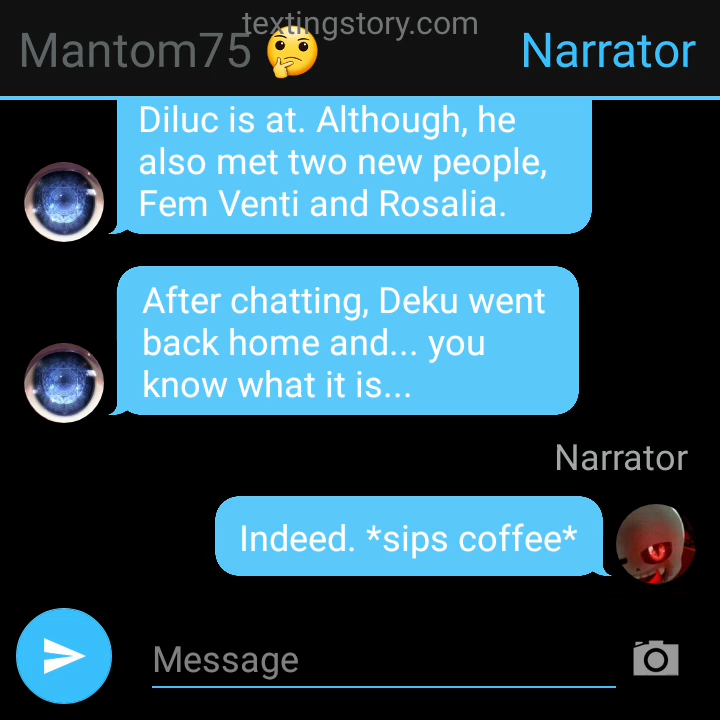 textingstory.com
Mantom75🤔
Narrator
Diluc is at. Although, he
also met two new people,
Fem Venti and Rosalia.
After chatting, Deku went
back home and... you
know what it is...
Narrator
Indeed. *sips coffee*
Message